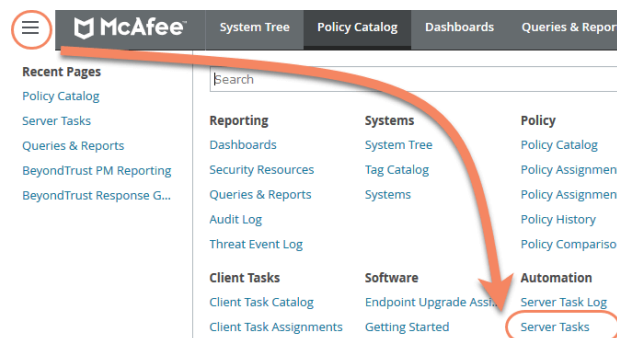 McAfee™ System Tree Policy Catalog Dashboards Queries & Repor
Recent Pages
Policy Catalog
Server Tasks
Queries & Reports
BeyondTrust PM Reporting
BeyondTrust Response G...
Search
Reporting
Dashboards
Security Resources
Queries & Reports
Audit Log
Threat Event Log
Systems
System Tree
Tag Catalog
Systems
Policy
Policy Catalog
Policy Assignmen
Policy Assignmen
Policy History
Policy Compariso
Client Tasks
Client Task Catalog
Client Task Assignments
Software
Endpoint Upgrade Assi...
Getting Started
Automation
Server Task Log
Server Tasks